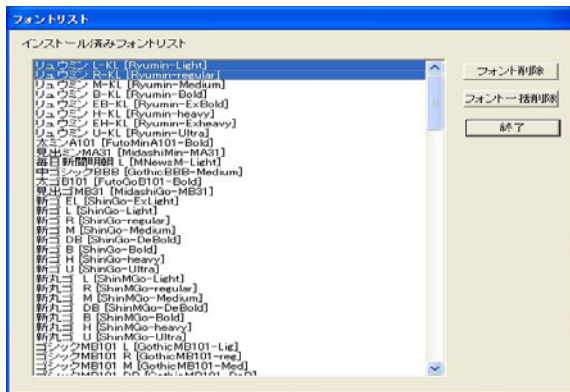 フォントリスト
インストール済みフォントリスト
リュウミン L-KL [Ryumin-Light]
リュウミン R-KL [Ryumin-regular]
リュウミン M-KL [Ryumin-Medium]
リュウミン B-KL [Ryumin-Bold]
リュウミン EB-KL [Ryumin-ExBold]
リュウミン H-KL [Ryumin-heavy]
リュウミン EH-KL [Ryumin-Exheavy]
リュウミン U-KL [Ryumin-Ultra]
太ミンA101 [FutoMinA101-Bold]
見出ミンMA31 [MidashiMin-MA31]
毎日新聞明朝 L [MNewsM-Light]
中ゴシックBBB [GothicBBB-Medium]
太ゴB101 [FutoGoB101-Bold]
見出ゴMB31 [MidashiGo-MB31]
新ゴ EL [ShinGo-ExLight]
新ゴ L [ShinGo-Light]
新ゴ R [ShinGo-regular]
新ゴ M [ShinGo-Medium]
新ゴ DB [ShinGo-DeBold]
新ゴ B [ShinGo-Bold]
新ゴ H [ShinGo-heavy]
新ゴ U [ShinGo-Ultra]
新丸ゴ L [ShinMGo-Light]
新丸ゴ R [ShinMGo-regular]
新丸ゴ M [ShinMGo-Medium]
新丸ゴ DB [ShinMGo-DeBold]
新丸ゴ B [ShinMGo-Bold]
新丸ゴ H [ShinMGo-heavy]
新丸ゴ U [ShinMGo-Ultra]
ゴシックMB101 L [GothicMB101-Lig]
ゴシックMB101 R [GothicMB101-reg]
ゴシックMB101 M [GothicMB101-Med]
ゴシックMB101 DB [GothicMB101-DeB]
フォント削除
フォント一括削除
終了